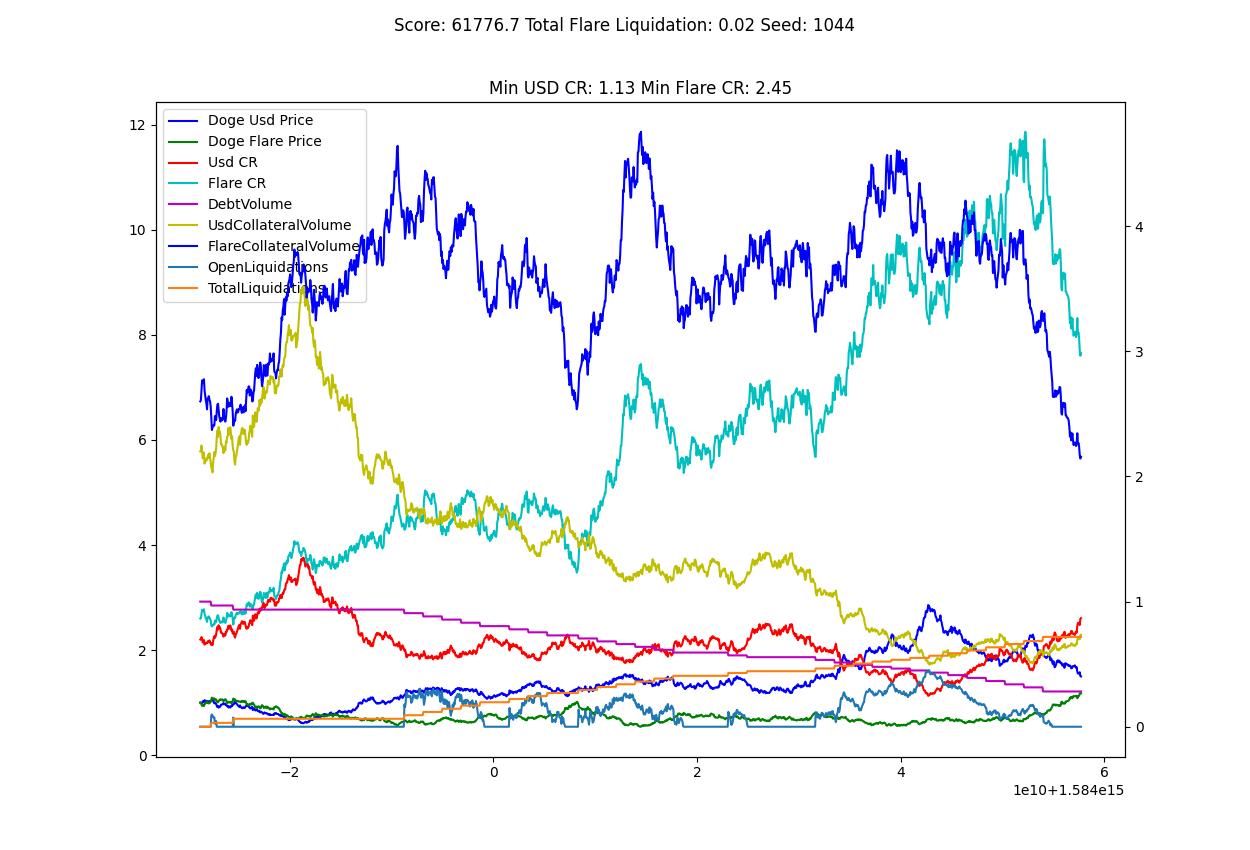 Score: 61776.7 Total Flare Liquidation: 0.02 Seed: 1044
Min USD CR: 1.13 Min Flare CR: 2.45
Doge Usd Price
Doge Flare Price
Usd CR
Flare CR
DebtVolume
UsdCollateralVolume
FlareCollateralVolume
OpenLiquidations
TotalLiquidations
12
10
8
6
4
2
0
4
3
2
1
0
−2
0
2
4
6
1e10+1.584e15